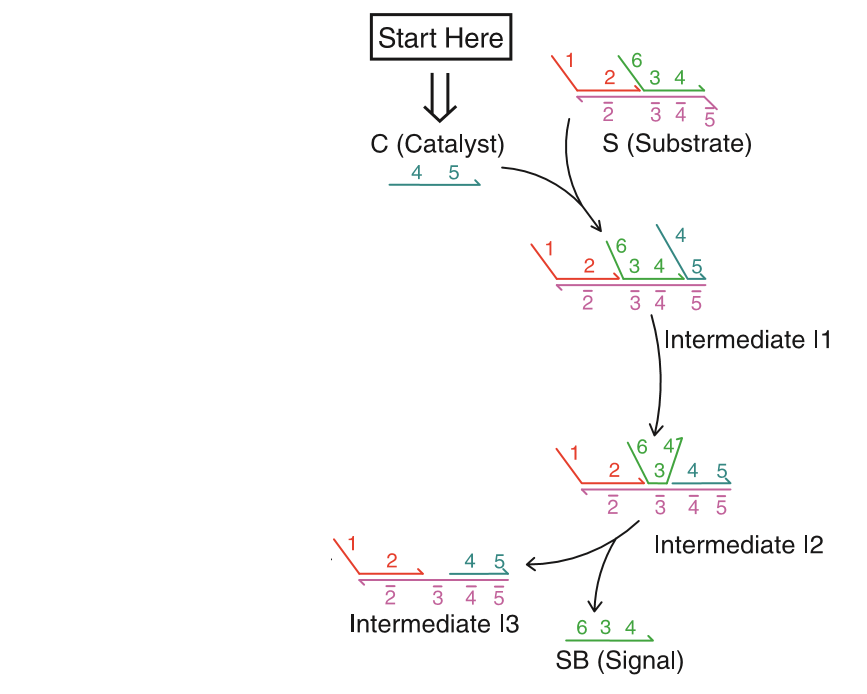 Start Here
1 2 6 3 4
2̅ 3̅ 4̅ 5̅
C (Catalyst)
S (Substrate)
4 5
1 2 6 3 4 4 5
2̅ 3̅ 4̅ 5̅
Intermediate I1
1 2 6 3 4 4 5
2̅ 3̅ 4̅ 5̅
Intermediate I2
1 2 4 5
2̅ 3̅ 4̅ 5̅
Intermediate I3
6 3 4
SB (Signal)